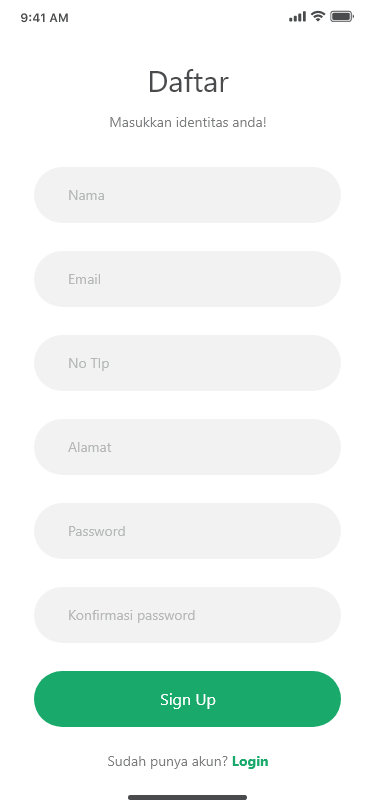 9:41 AM
Daftar
Masukkan identitas anda!
Nama
Email
No Tlp
Alamat
Password
Konfirmasi password
Sign Up
Sudah punya akun? Login